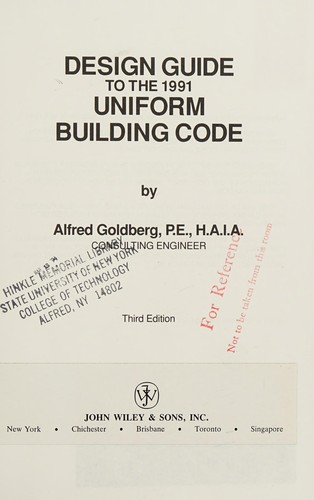 DESIGN GUIDE
TO THE 1991
UNIFORM
BUILDING CODE
by
Alfred Goldberg, P.E., H.A.I.A.
CONSULTING ENGINEER
HINKLE MEMORIAL LIBRARY
STATE UNIVERSITY OF NEW YORK
COLLEGE OF TECHNOLOGY
ALFRED, NY 14802
For Reference
Not to be taken from this room
Third Edition
JW
JOHN WILEY & SONS, INC.
New York • Chichester • Brisbane • Toronto • Singapore